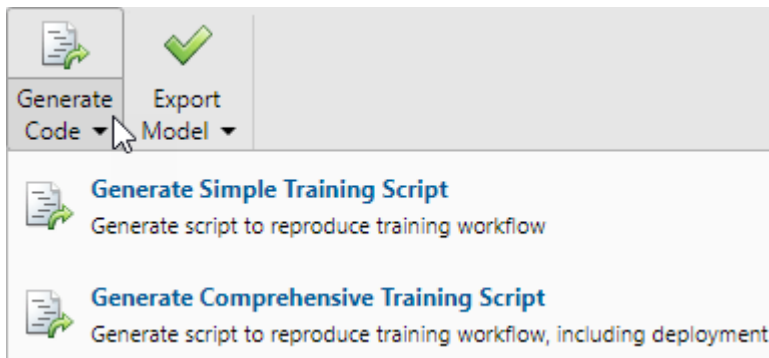 Generate Export
Code Model
Generate Simple Training Script
Generate script to reproduce training workflow
Generate Comprehensive Training Script
Generate script to reproduce training workflow, including deployment